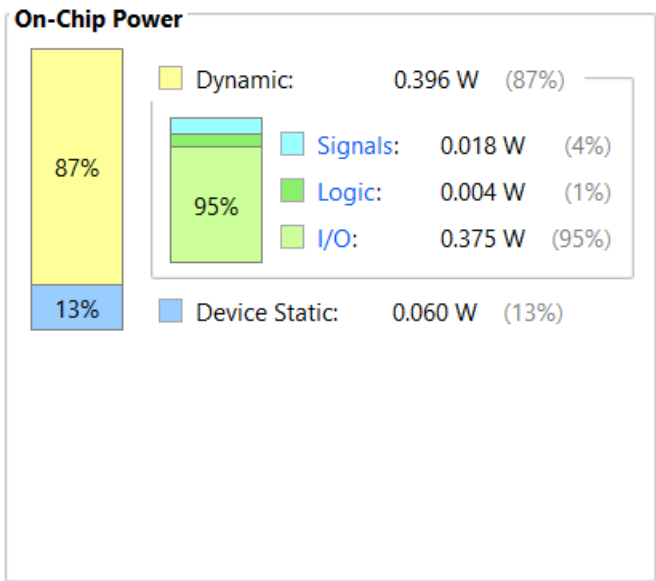 On-Chip Power
Dynamic: 0.396 W (87%)
87%
Signals: 0.018 W (4%)
Logic: 0.004 W (1%)
95%
I/O: 0.375 W (95%)
13%
Device Static: 0.060 W (13%)